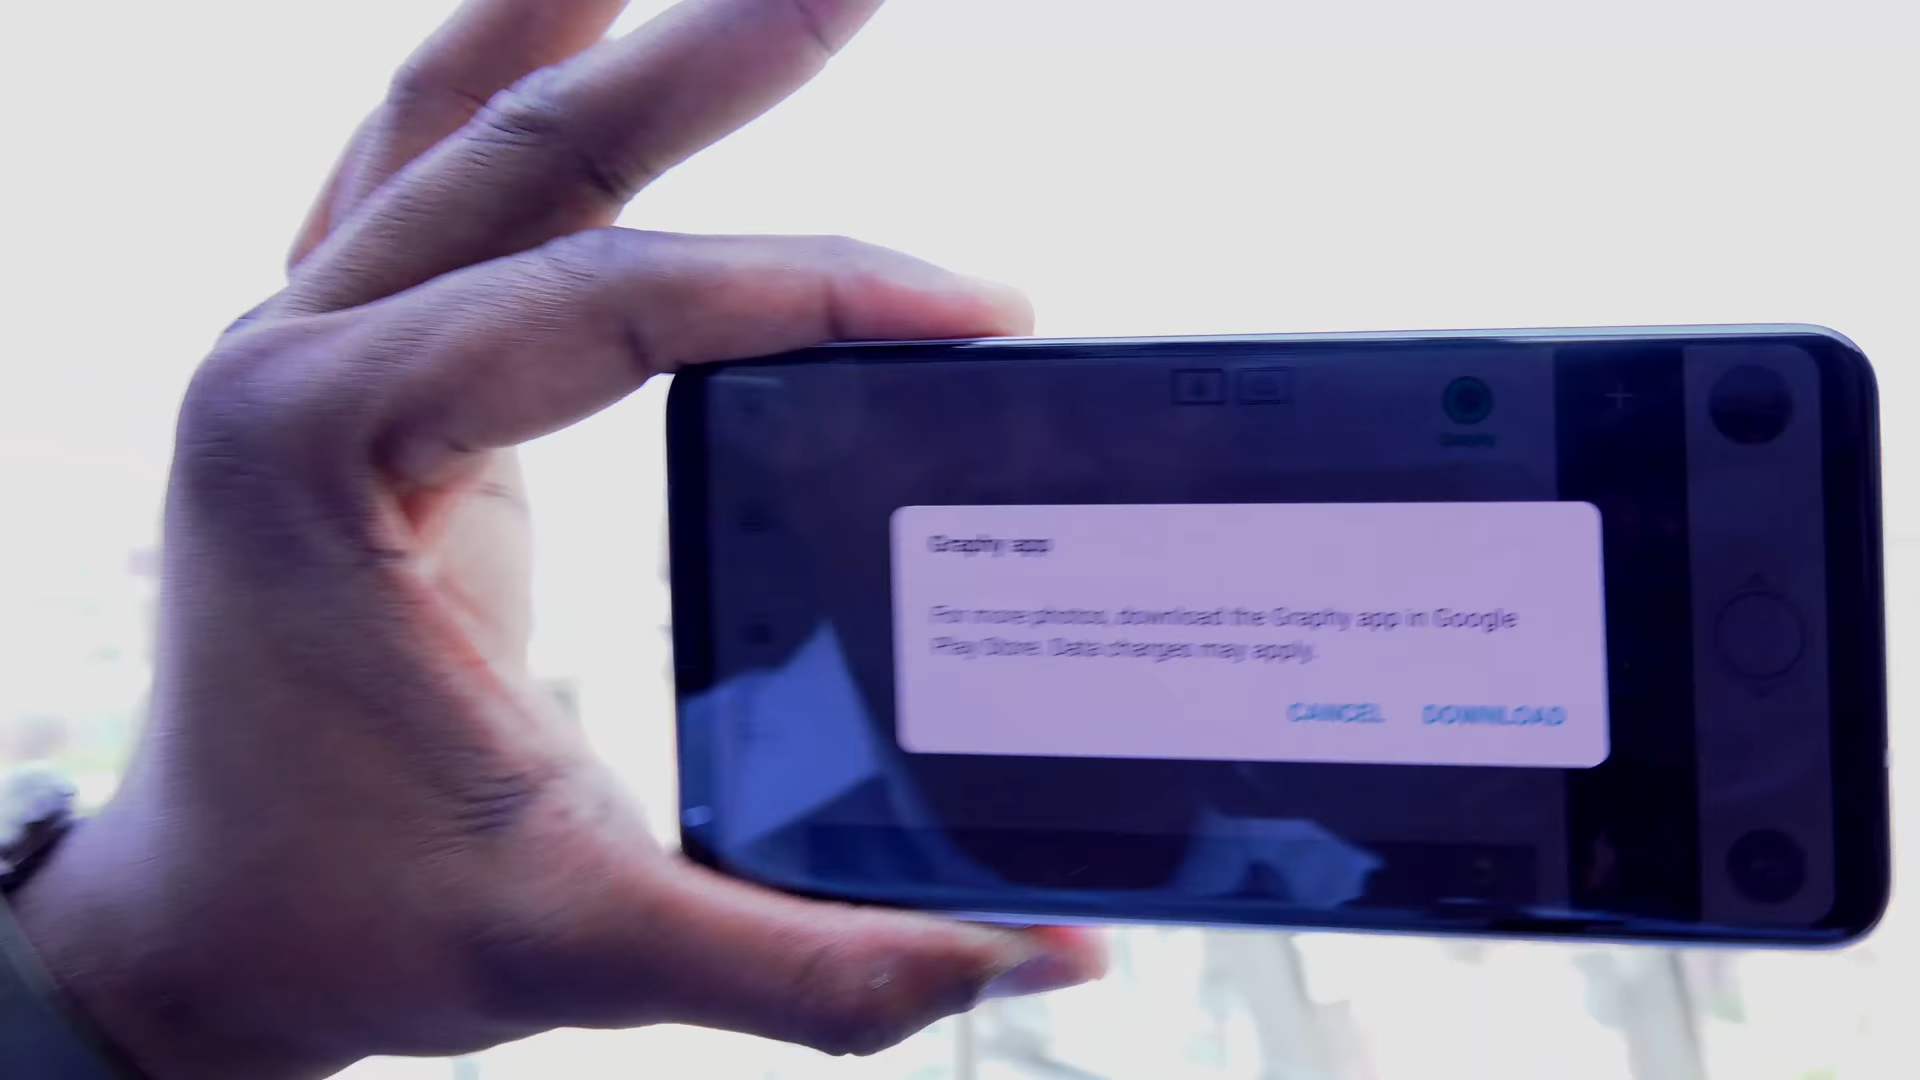 Graphy app
For more photos, download the Graphy app in Google
Play Store. Data charges may apply.
CANCEL DOWNLOAD
Graphy